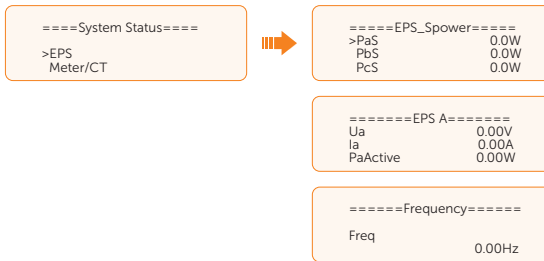 ====System Status====
>EPS
Meter/CT
=====EPS_Spower=====
>PaS 0.0W
PbS 0.0W
PcS 0.0W
=======EPS A=======
Ua 0.00V
Ia 0.00A
PaActive 0.00W
======Frequency======
Freq
0.00Hz